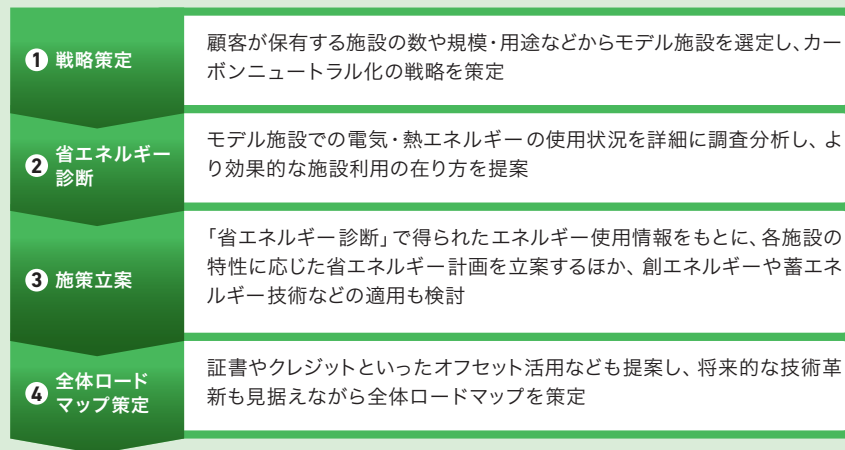 1 戦略策定
顧客が保有する施設の数や規模・用途などからモデル施設を選定し、カー
ボンニュートラル化の戦略を策定
2 省エネルギー
診断
モデル施設での電気・熱エネルギーの使用状況を詳細に調査分析し、よ
り効果的な施設利用の在り方を提案
3 施策立案
「省エネルギー診断」で得られたエネルギー使用情報をもとに、各施設の
特性に応じた省エネルギー計画を立案するほか、創エネルギーや蓄エネ
ルギー技術などの適用も検討
4 全体ロード
マップ策定
証書やクレジットといったオフセット活用なども提案し、将来的な技術革
新も見据えながら全体ロードマップを策定